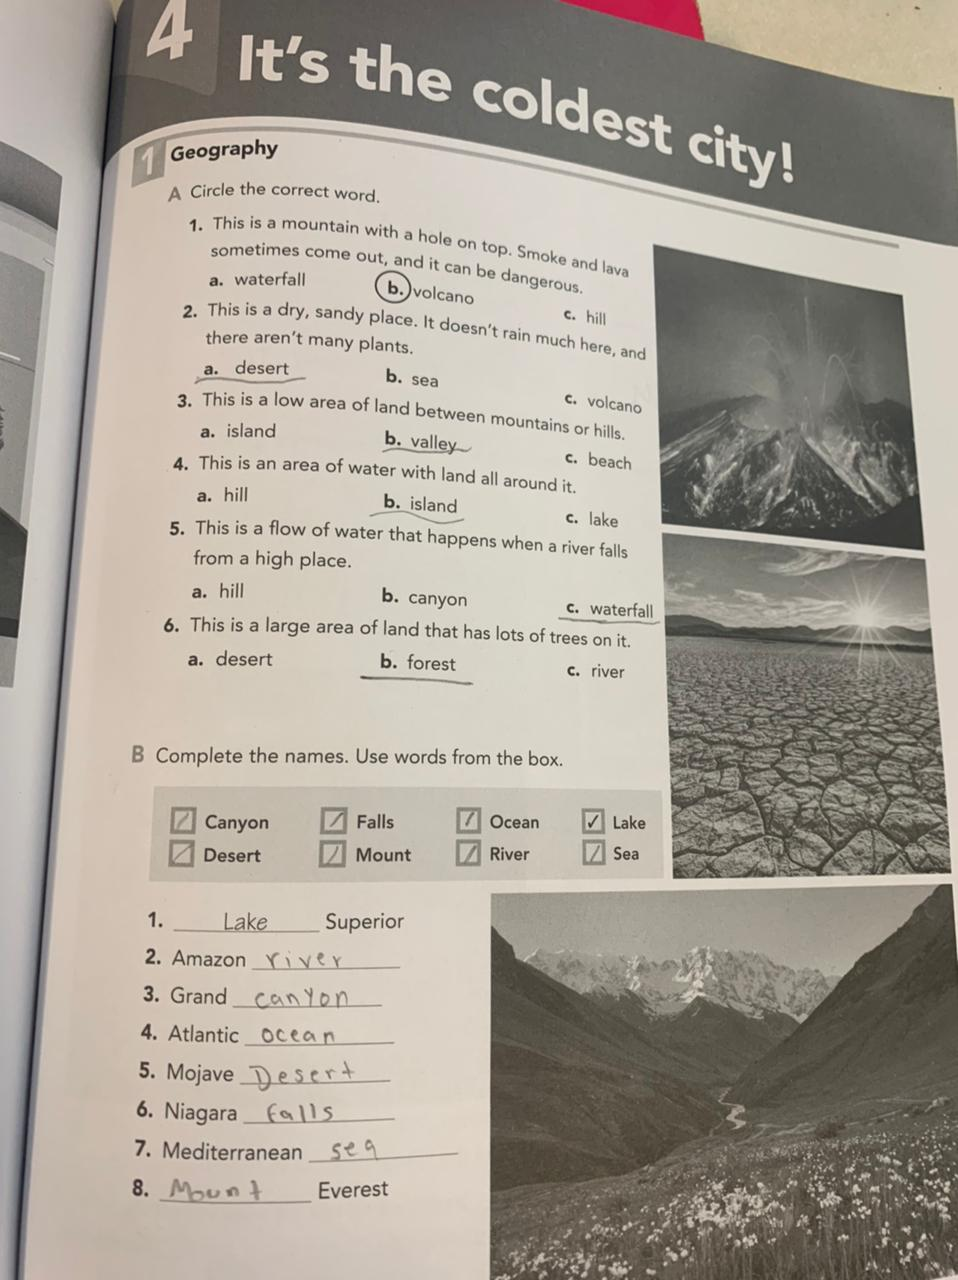 4 It's the coldest city!
1 Geography
A Circle the correct word.
1. This is a mountain with a hole on top. Smoke and lava
sometimes come out, and it can be dangerous.
a. waterfall b. volcano c. hill
2. This is a dry, sandy place. It doesn't rain much here, and
there aren't many plants.
a. desert b. sea c. volcano
3. This is a low area of land between mountains or hills.
a. island b. valley c. beach
4. This is an area of water with land all around it.
a. hill b. island c. lake
5. This is a flow of water that happens when a river falls
from a high place.
a. hill b. canyon c. waterfall
6. This is a large area of land that has lots of trees on it.
a. desert b. forest c. river
B Complete the names. Use words from the box.
Canyon Falls Ocean ✓ Lake
Desert Mount River Sea
1. Lake Superior
2. Amazon river
3. Grand canyon
4. Atlantic ocean
5. Mojave Desert
6. Niagara falls
7. Mediterranean sea
8. Mount Everest